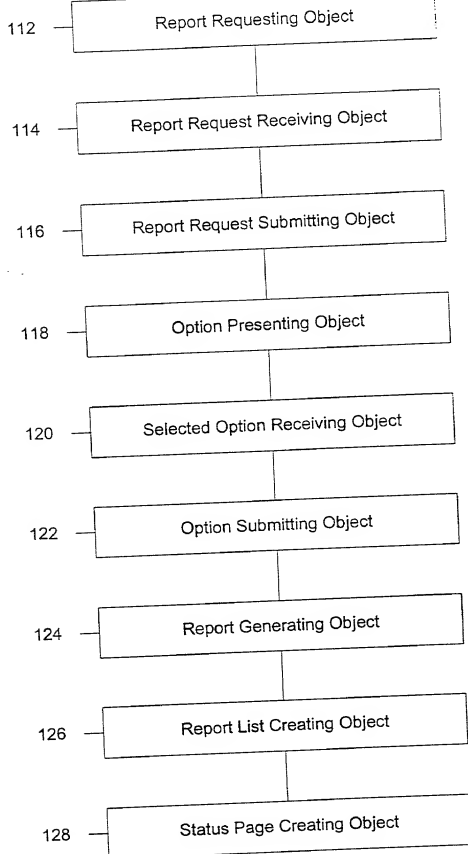 112 Report Requesting Object
114 Report Request Receiving Object
116 Report Request Submitting Object
118 Option Presenting Object
120 Selected Option Receiving Object
122 Option Submitting Object
124 Report Generating Object
126 Report List Creating Object
128 Status Page Creating Object